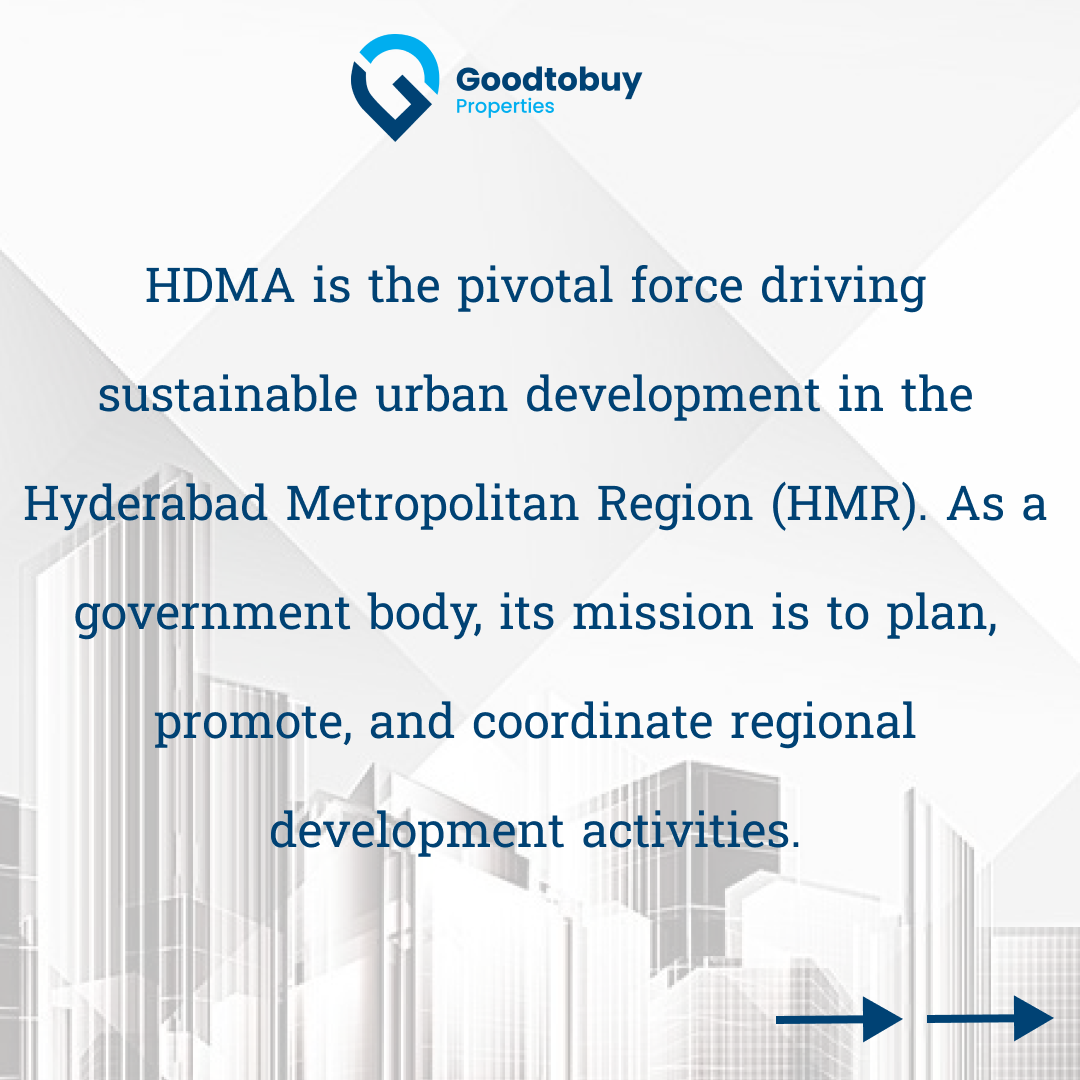 Goodtobuy
Properties
HDMA is the pivotal force driving
sustainable urban development in the
Hyderabad Metropolitan Region (HMR). As a
government body, its mission is to plan,
promote, and coordinate regional
development activities.